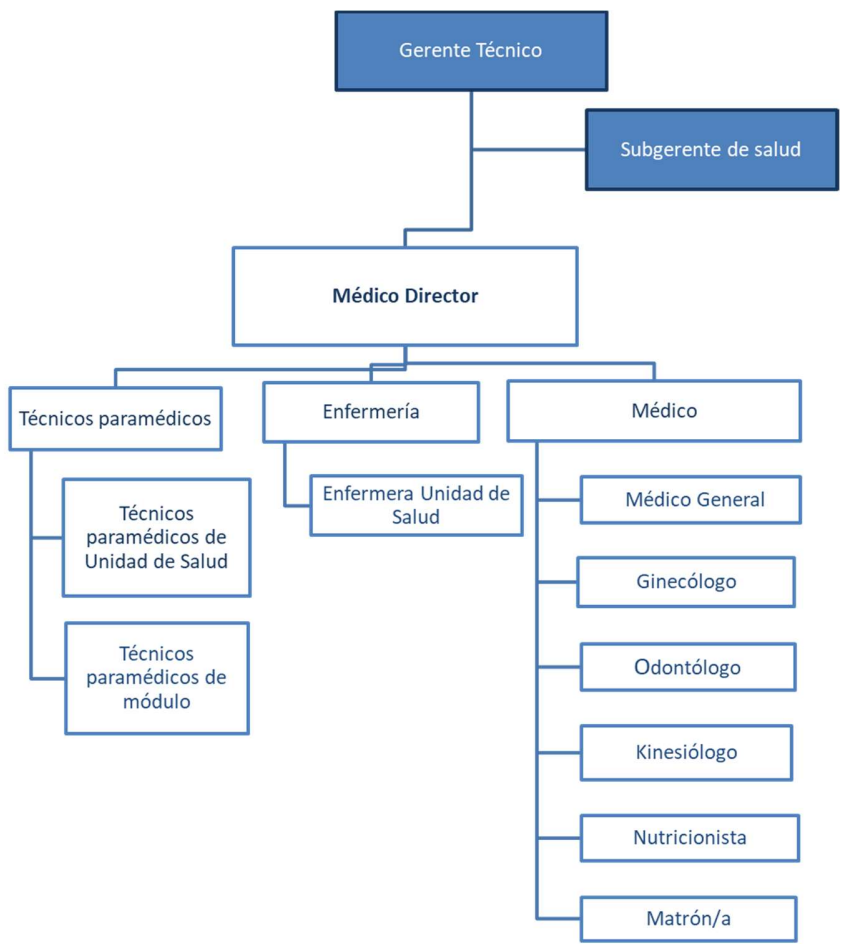 Gerente Técnico
Subgerente de salud
Médico Director
Técnicos paramédicos
Enfermería
Médico
Técnicos
paramédicos de
Unidad de Salud
Técnicos
paramédicos de
módulo
Enfermera Unidad de
Salud
Médico General
Ginecólogo
Odontólogo
Kinesiólogo
Nutricionista
Matrón/a